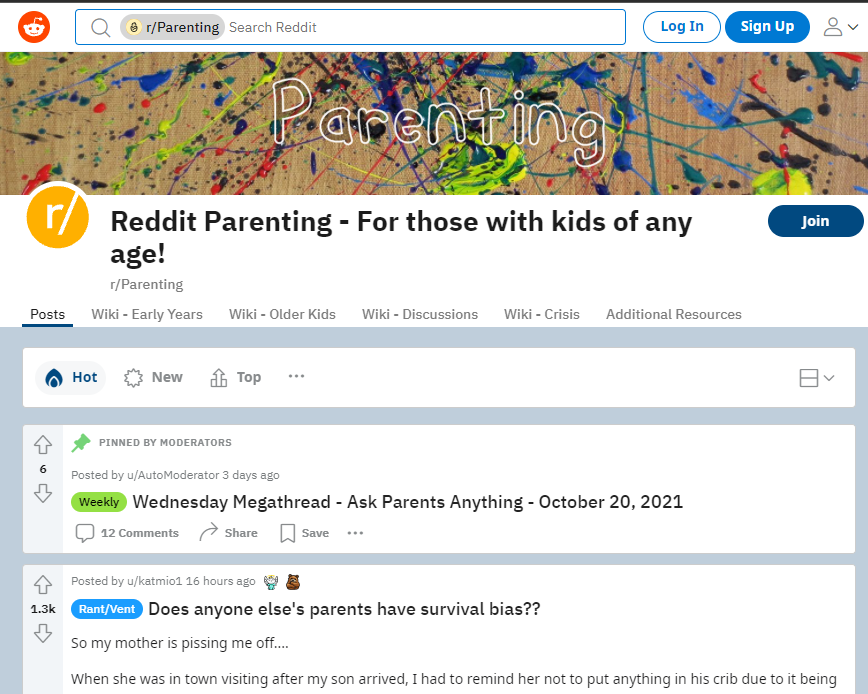 r/Parenting Search Reddit Log In Sign Up
Parenting
r/
Reddit Parenting - For those with kids of any
age!
Join
r/Parenting
Posts Wiki - Early Years Wiki - Older Kids Wiki - Discussions Wiki - Crisis Additional Resources
Hot New Top ...
PINNED BY MODERATORS
6
Posted by u/AutoModerator 3 days ago
Weekly Wednesday Megathread - Ask Parents Anything - October 20, 2021
12 Comments Share Save ...
Posted by u/katmio1 16 hours ago
1.3k Rant/Vent Does anyone else's parents have survival bias??
So my mother is pissing me off....
When she was in town visiting after my son arrived, I had to remind her not to put anything in his crib due to it being